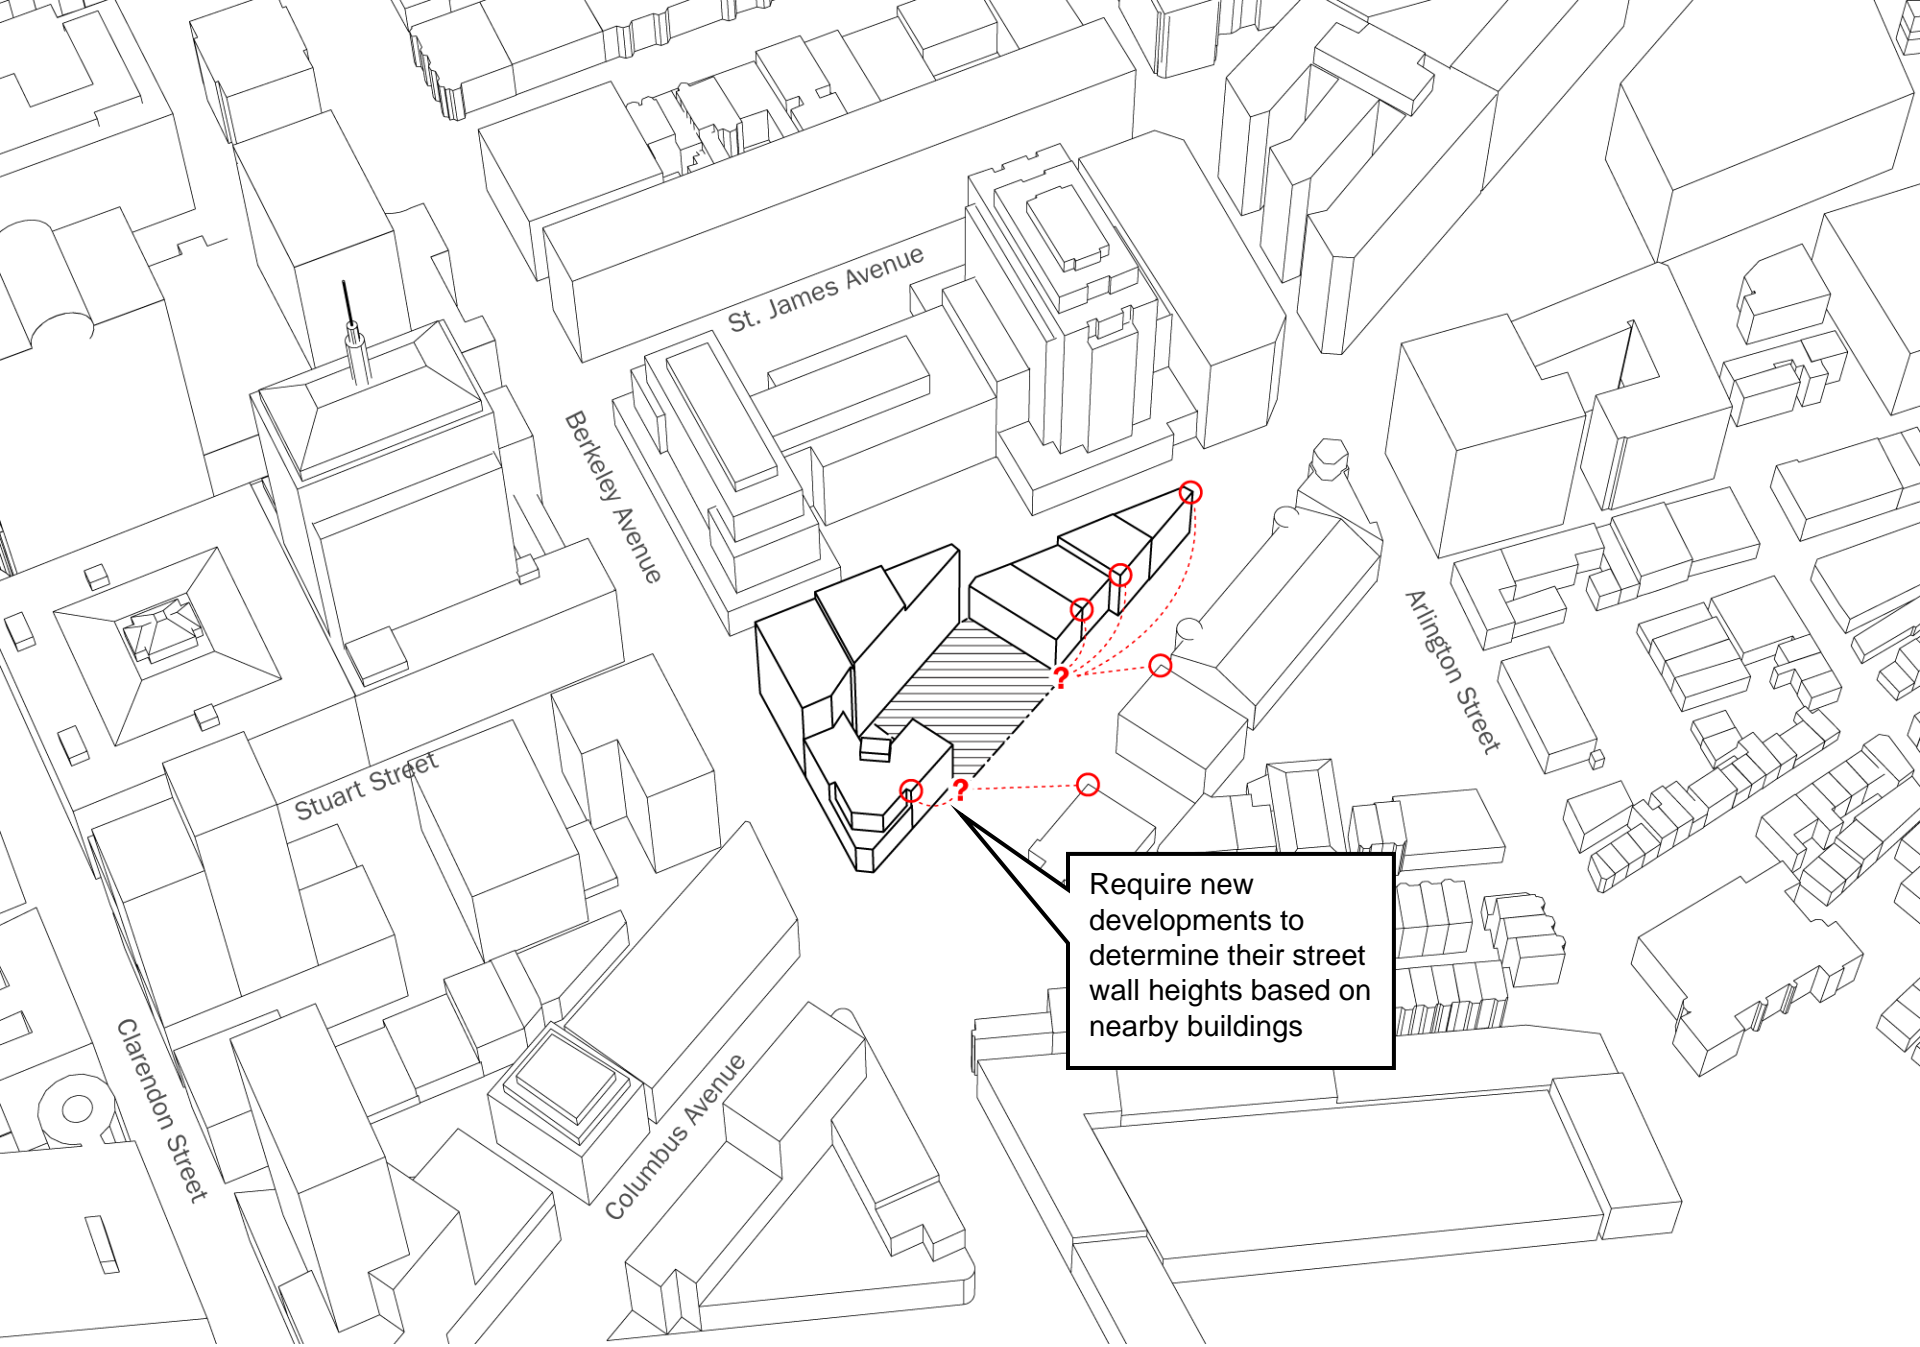 St. James Avenue
Berkeley Avenue
Arlington Street
?
Stuart Street
?
Require new
developments to
determine their street
wall heights based on
nearby buildings
Clarendon Street
Columbus Avenue